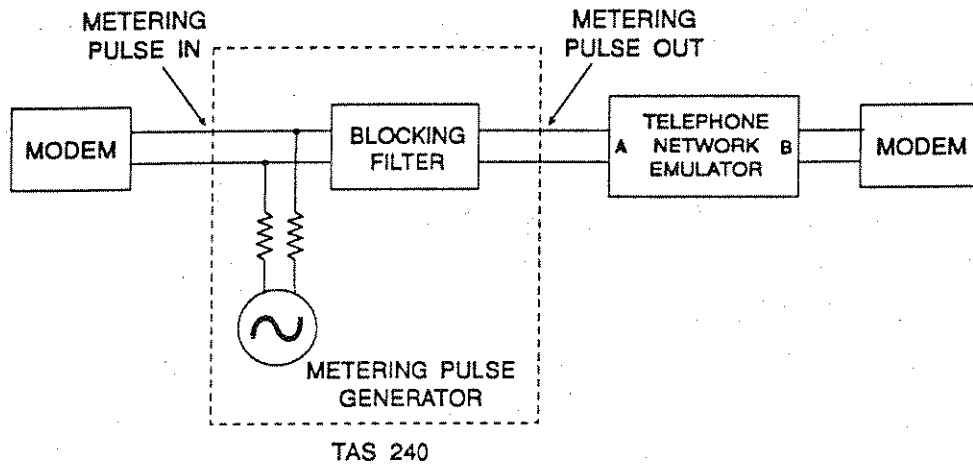 METERING
PULSE IN
METERING
PULSE OUT
MODEM
BLOCKING
FILTER
A
TELEPHONE
NETWORK
EMULATOR
B
MODEM
METERING PULSE
GENERATOR
TAS 240